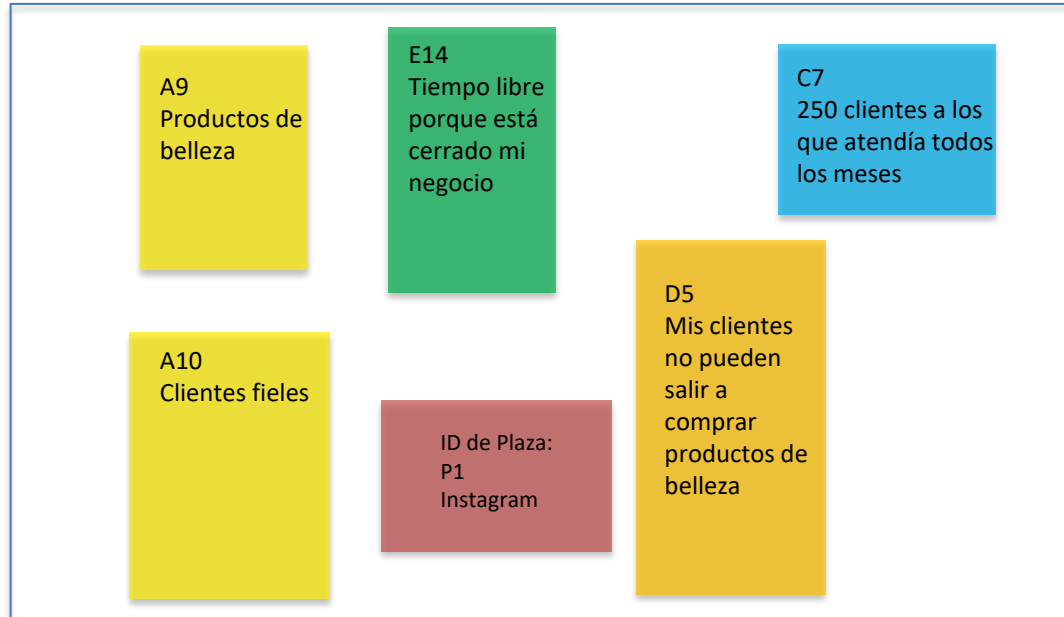 A9
Productos de
belleza
E14
Tiempo libre
porque está
cerrado mi
negocio
C7
250 clientes a los
que atendía todos
los meses
A10
Clientes fieles
ID de Plaza:
P1
Instagram
D5
Mis clientes
no pueden
salir a
comprar
productos de
belleza